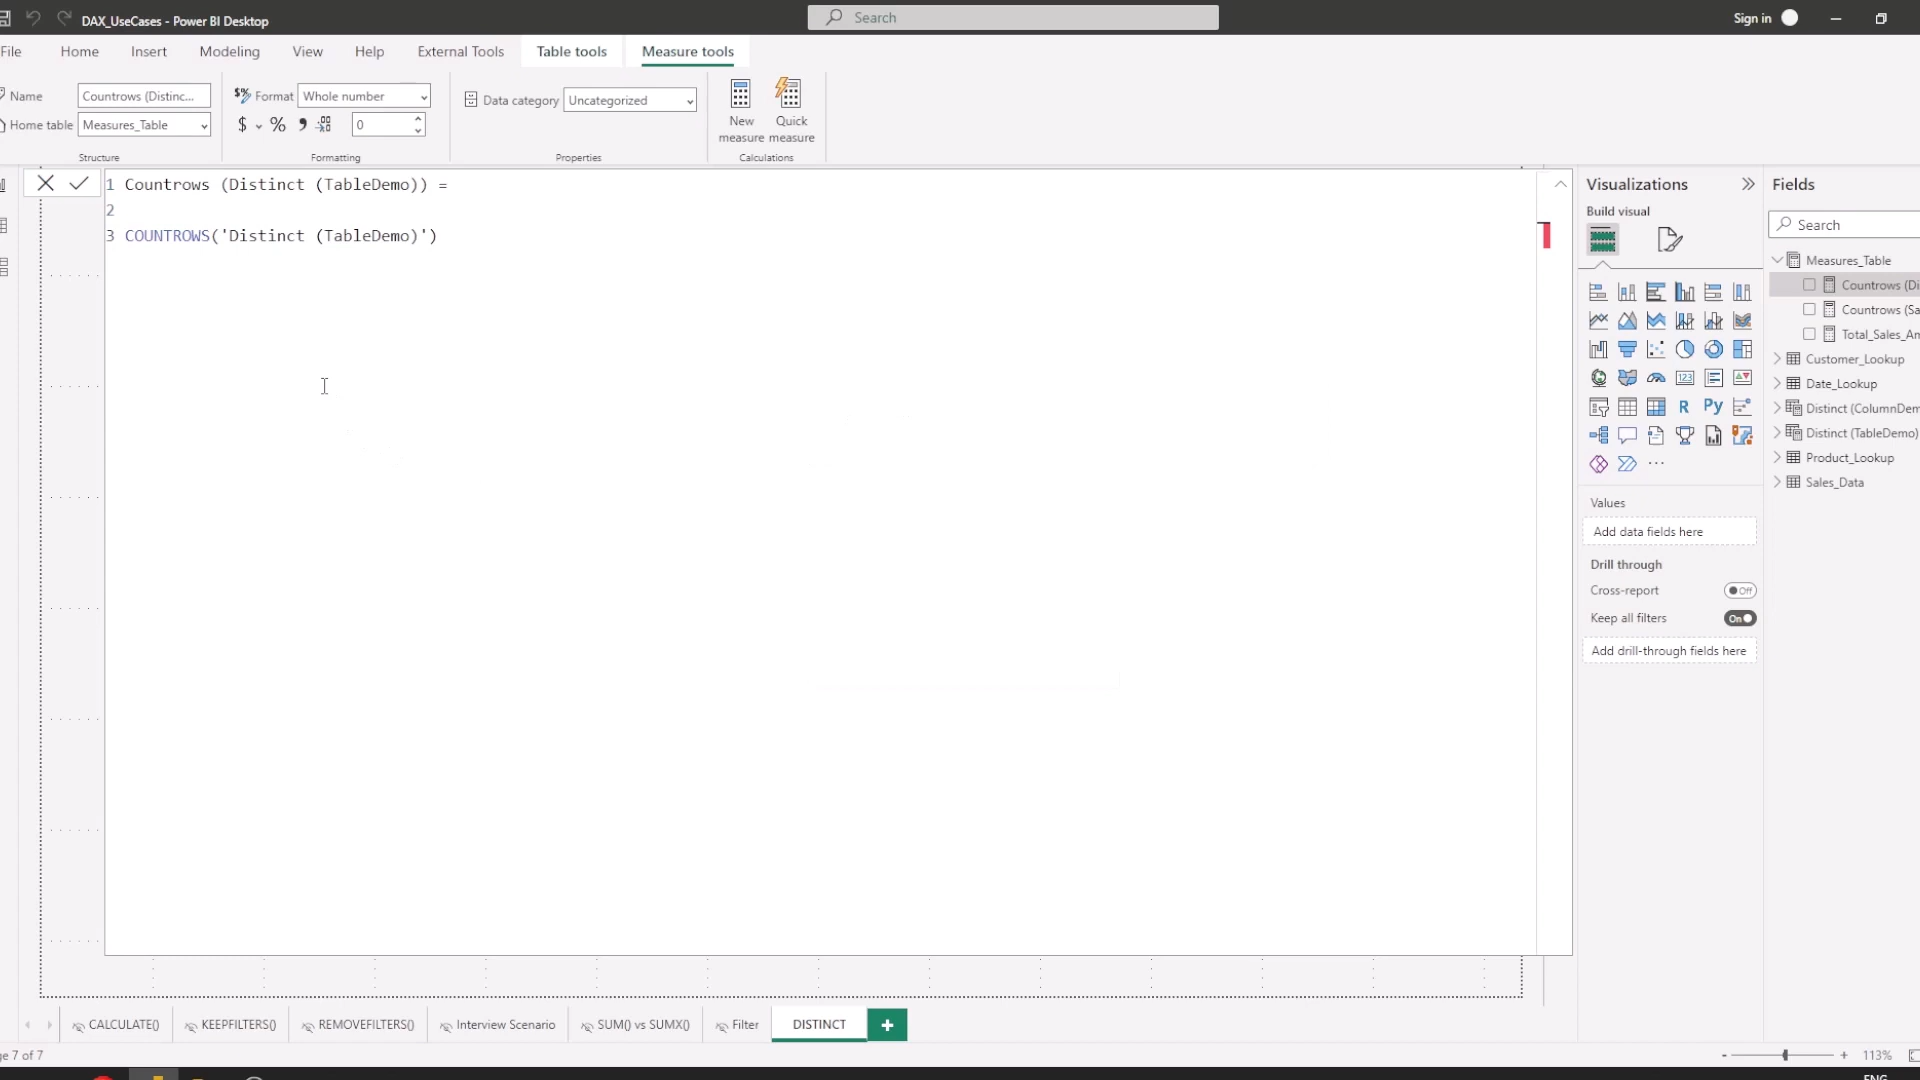 DAX_UseCases - Power BI Desktop
Search
Sign in
File
Home
Insert
Modeling
View
Help
External Tools
Table tools
Measure tools
Name
Countrows (Distinc...
Format
Whole number
Data category
Uncategorized
Home table
Measures_Table
$
%
0
New measure
Quick measure
Structure
Formatting
Properties
Calculations
1 Countrows (Distinct (TableDemo)) =
2
3 COUNTROWS('Distinct (TableDemo)')
Visualizations
Build visual
123
R
Py
...
Values
Add data fields here
Drill through
Cross-report
Off
Keep all filters
On
Add drill-through fields here
Fields
Search
Measures_Table
Countrows (Di
Countrows (Sa
Total_Sales_Am
Customer_Lookup
Date_Lookup
Distinct (ColumnDem
Distinct (TableDemo)
Product_Lookup
Sales_Data
CALCULATE()
KEEPFILTERS()
REMOVEFILTERS()
Interview Scenario
SUM() vs SUMX()
Filter
DISTINCT
ge 7 of 7
- + 113%
ENG